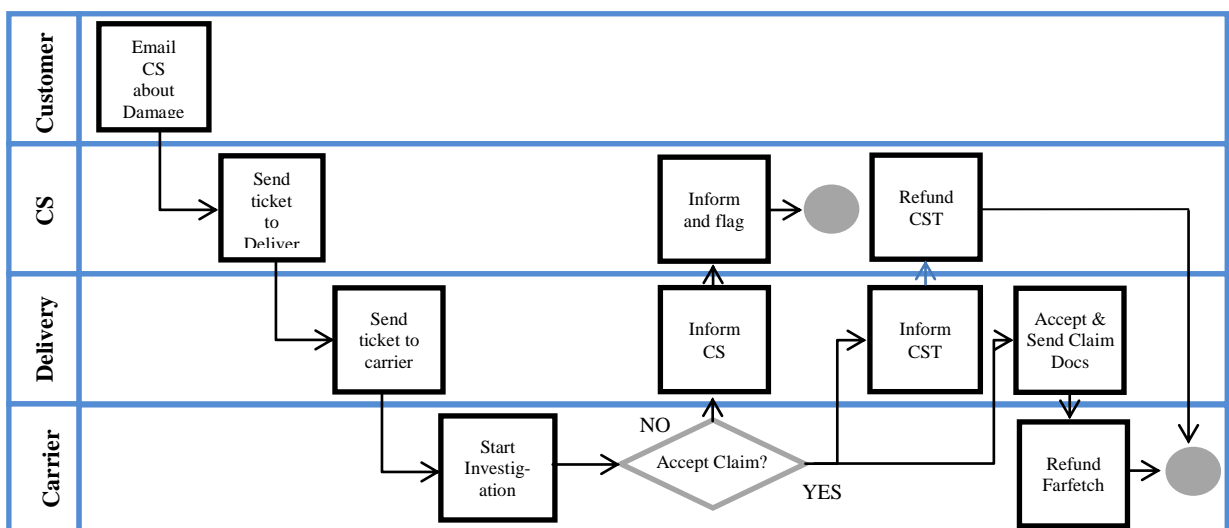 Customer
Email
CS
about
Damage
CS
Send
ticket
to
Deliver
Inform
and flag
Refund
CST
Delivery
Send
ticket to
carrier
Inform
CS
Inform
CST
Accept &
Send Claim
Docs
Carrier
Start
Investig-
ation
NO
Accept Claim?
YES
Refund
Farfetch